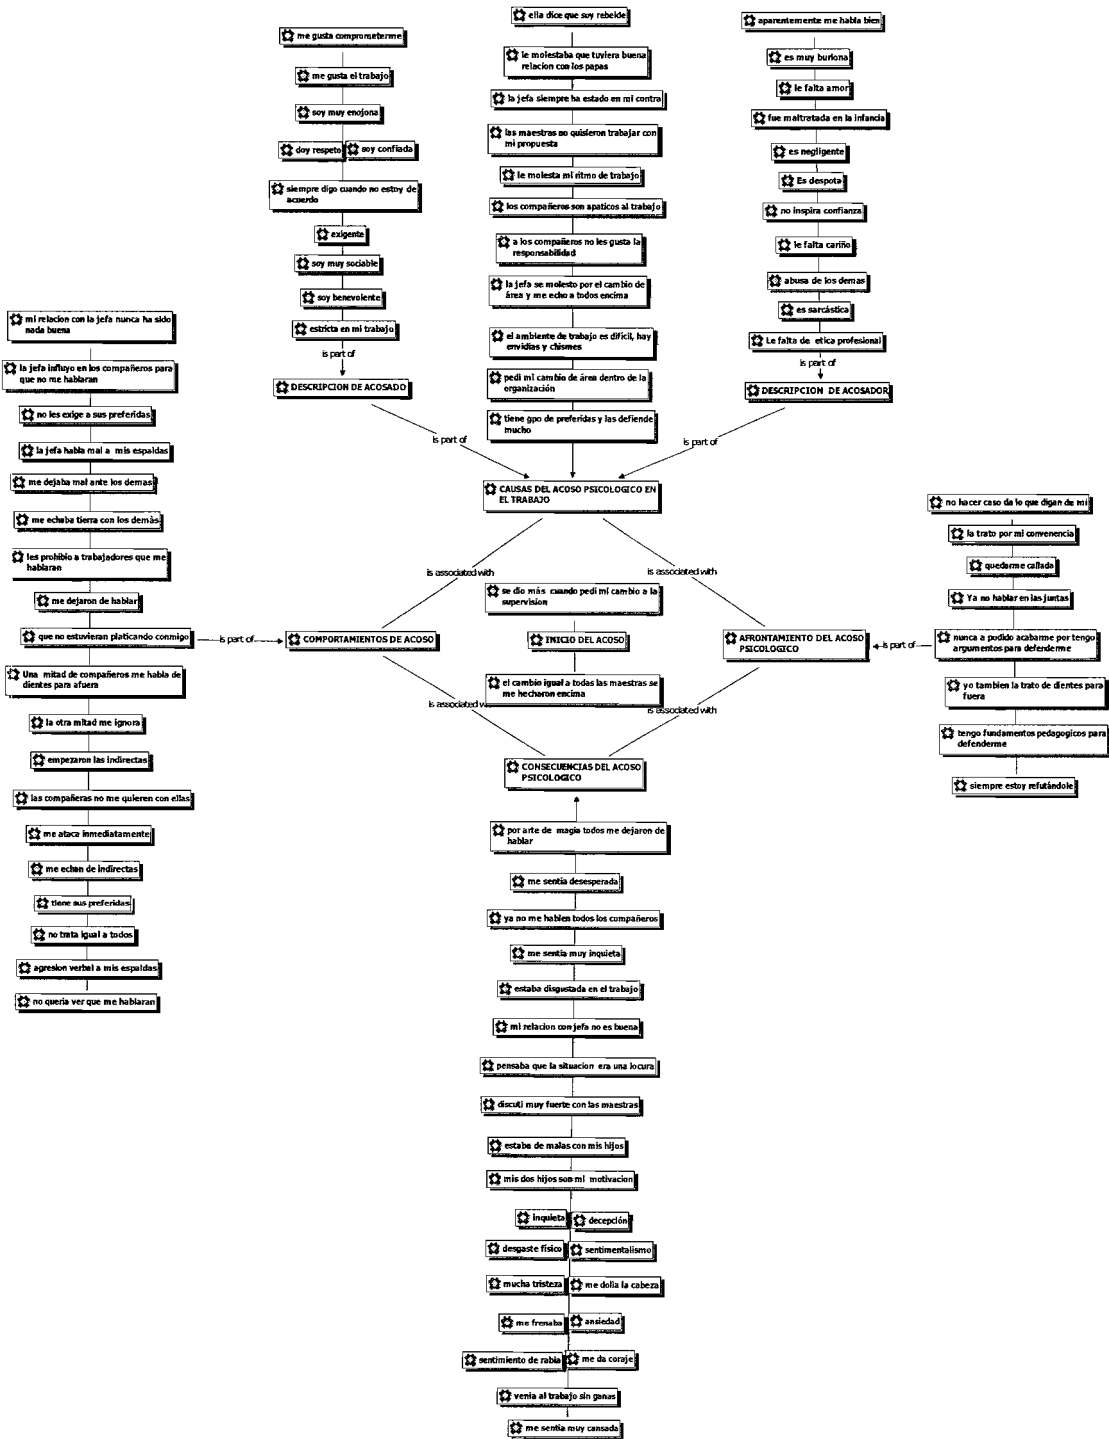 me gusta comprometerme
me gusta el trabajo
soy muy enojona
doy respeto
soy confiada
siempre digo cuando no estoy de
acuerdo
exigente
soy muy sociable
soy benevolente
estricta en mi trabajo
is part of
DESCRIPCION DE ACOSADO
is part of
ella dice que soy rebelde
le molestaba que tuviera buena
relacion con los papas
la jefa siempre ha estado en mi contra
las maestras no quisieron trabajar con
mi propuesta
le molesta mi ritmo de trabajo
los compañeros son apaticos al trabajo
a los compañeros no les gusta la
responsabilidad
la jefa se molesto por el cambio de
área y me echo a todos encima
el ambiente de trabajo es difícil, hay
envidias y chismes
pedi mi cambio de área dentro de la
organización
tiene gpo de preferidas y las defiende
mucho
aparentemente me habla bien
es muy burlona
le falta amor
fue maltratada en la infancia
es negligente
Es despota
no inspira confianza
le falta cariño
abusa de los demas
es sarcástica
Le falta de etica profesional
is part of
DESCRIPCION DE ACOSADOR
is part of
CAUSAS DEL ACOSO PSICOLOGICO EN
EL TRABAJO
mi relacion con la jefa nunca ha sido
nada buena
la jefa influyo en los compañeros para
que no me hablaran
no les exige a sus preferidas
la jefa habla mal a mis espaldas
me dejaba mal ante los demas
me echaba tierra con los demàs
les prohibio a trabajadores que me
hablaran
me dejaron de hablar
que no estuvieran platicando conmigo
is part of
COMPORTAMIENTOS DE ACOSO
Una mitad de compañeros me habla de
dientes para afuera
la otra mitad me ignora
empezaron las indirectas
las compañeras no me quieren con ellas
me ataca inmediatamente
me echan de indirectas
tiene sus preferidas
no trata igual a todos
agresion verbal a mis espaldas
no queria ver que me hablaran
is associated with
is associated with
se dio más cuando pedi mi cambio a la
supervision
INICIO DEL ACOSO
el cambio igual a todas las maestras se
me hecharon encima
is associated w
is associated with
no hacer caso da lo que digan de mi
la trato por mi convenencia
quedarme callada
Ya no hablar en las juntas
nunca a podido acabarme por tengo
argumentos para defenderme
is part of
AFRONTAMIENTO DEL ACOSO
PSICOLOGICO
yo tambien la trato de dientes para
fuera
tengo fundamentos pedagogicos para
defenderme
siempre estoy refutándole
CONSECUENCIAS DEL ACOSO
PSICOLOGICO
por arte de magia todos me dejaron de
hablar
me sentia desesperada
ya no me hablen todos los compañeros
me sentia muy inquieta
estaba disgustada en el trabajo
mi relacion con jefa no es buena
pensaba que la situacion era una locura
discuti muy fuerte con las maestras
estaba de malas con mis hijos
mis dos hijos son mi motivacion
inquieta
decepción
desgaste físico
sentimentalismo
mucha tristeza
me dolia la cabeza
me frenaba
ansiedad
sentimiento de rabia
me da coraje
venia al trabajo sin ganas
me sentia muy cansada